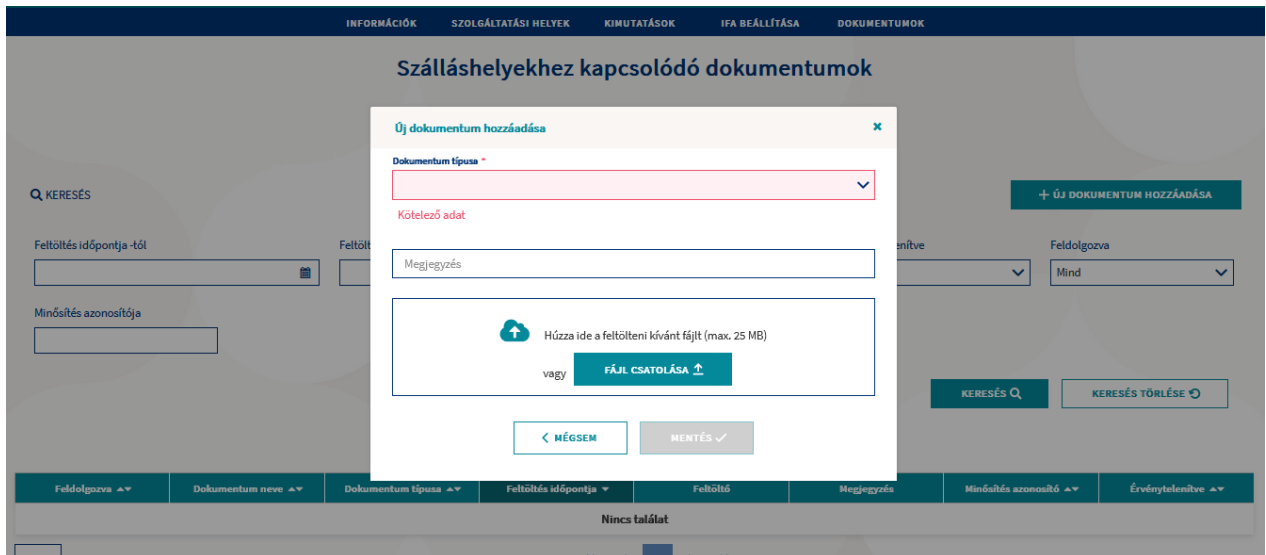 INFORMÁCIÓK SZOLGÁLTATÁSI HELYEK KIMUTATÁSOK IFA BEÁLLÍTÁSA DOKUMENTUMOK
Szálláshelyekhez kapcsolódó dokumentumok
Új dokumentum hozzáadása
Dokumentum típusa *
Kötelező adat
Megjegyzés
Húzza ide a feltölteni kívánt fájlt (max. 25 MB)
vagy FÁJL CSATOLÁSA
MÉGSEM MENTÉS
KERESÉS
+ ÚJ DOKUMENTUM HOZZÁADÁSA
Feltöltés időpontja -tól Feltölt enítve Feldolgozva
Mind
Minősítés azonosítója
KERESÉS KERESÉS TÖRLÉSE
Feldolgozva Dokumentum neve Dokumentum típusa Feltöltés időpontja Feltöltő Megjegyzés Minősítés azonosító Érvénytelenítve
Nincs találat